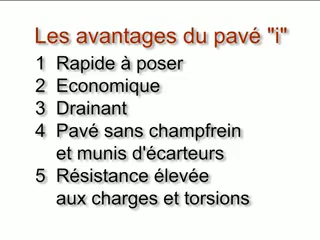 Les avantages du pavé "i"
1 Rapide à poser
2 Economique
3 Drainant
4 Pavé sans champfrein
et munis d'écarteurs
5 Résistance élevée
aux charges et torsions